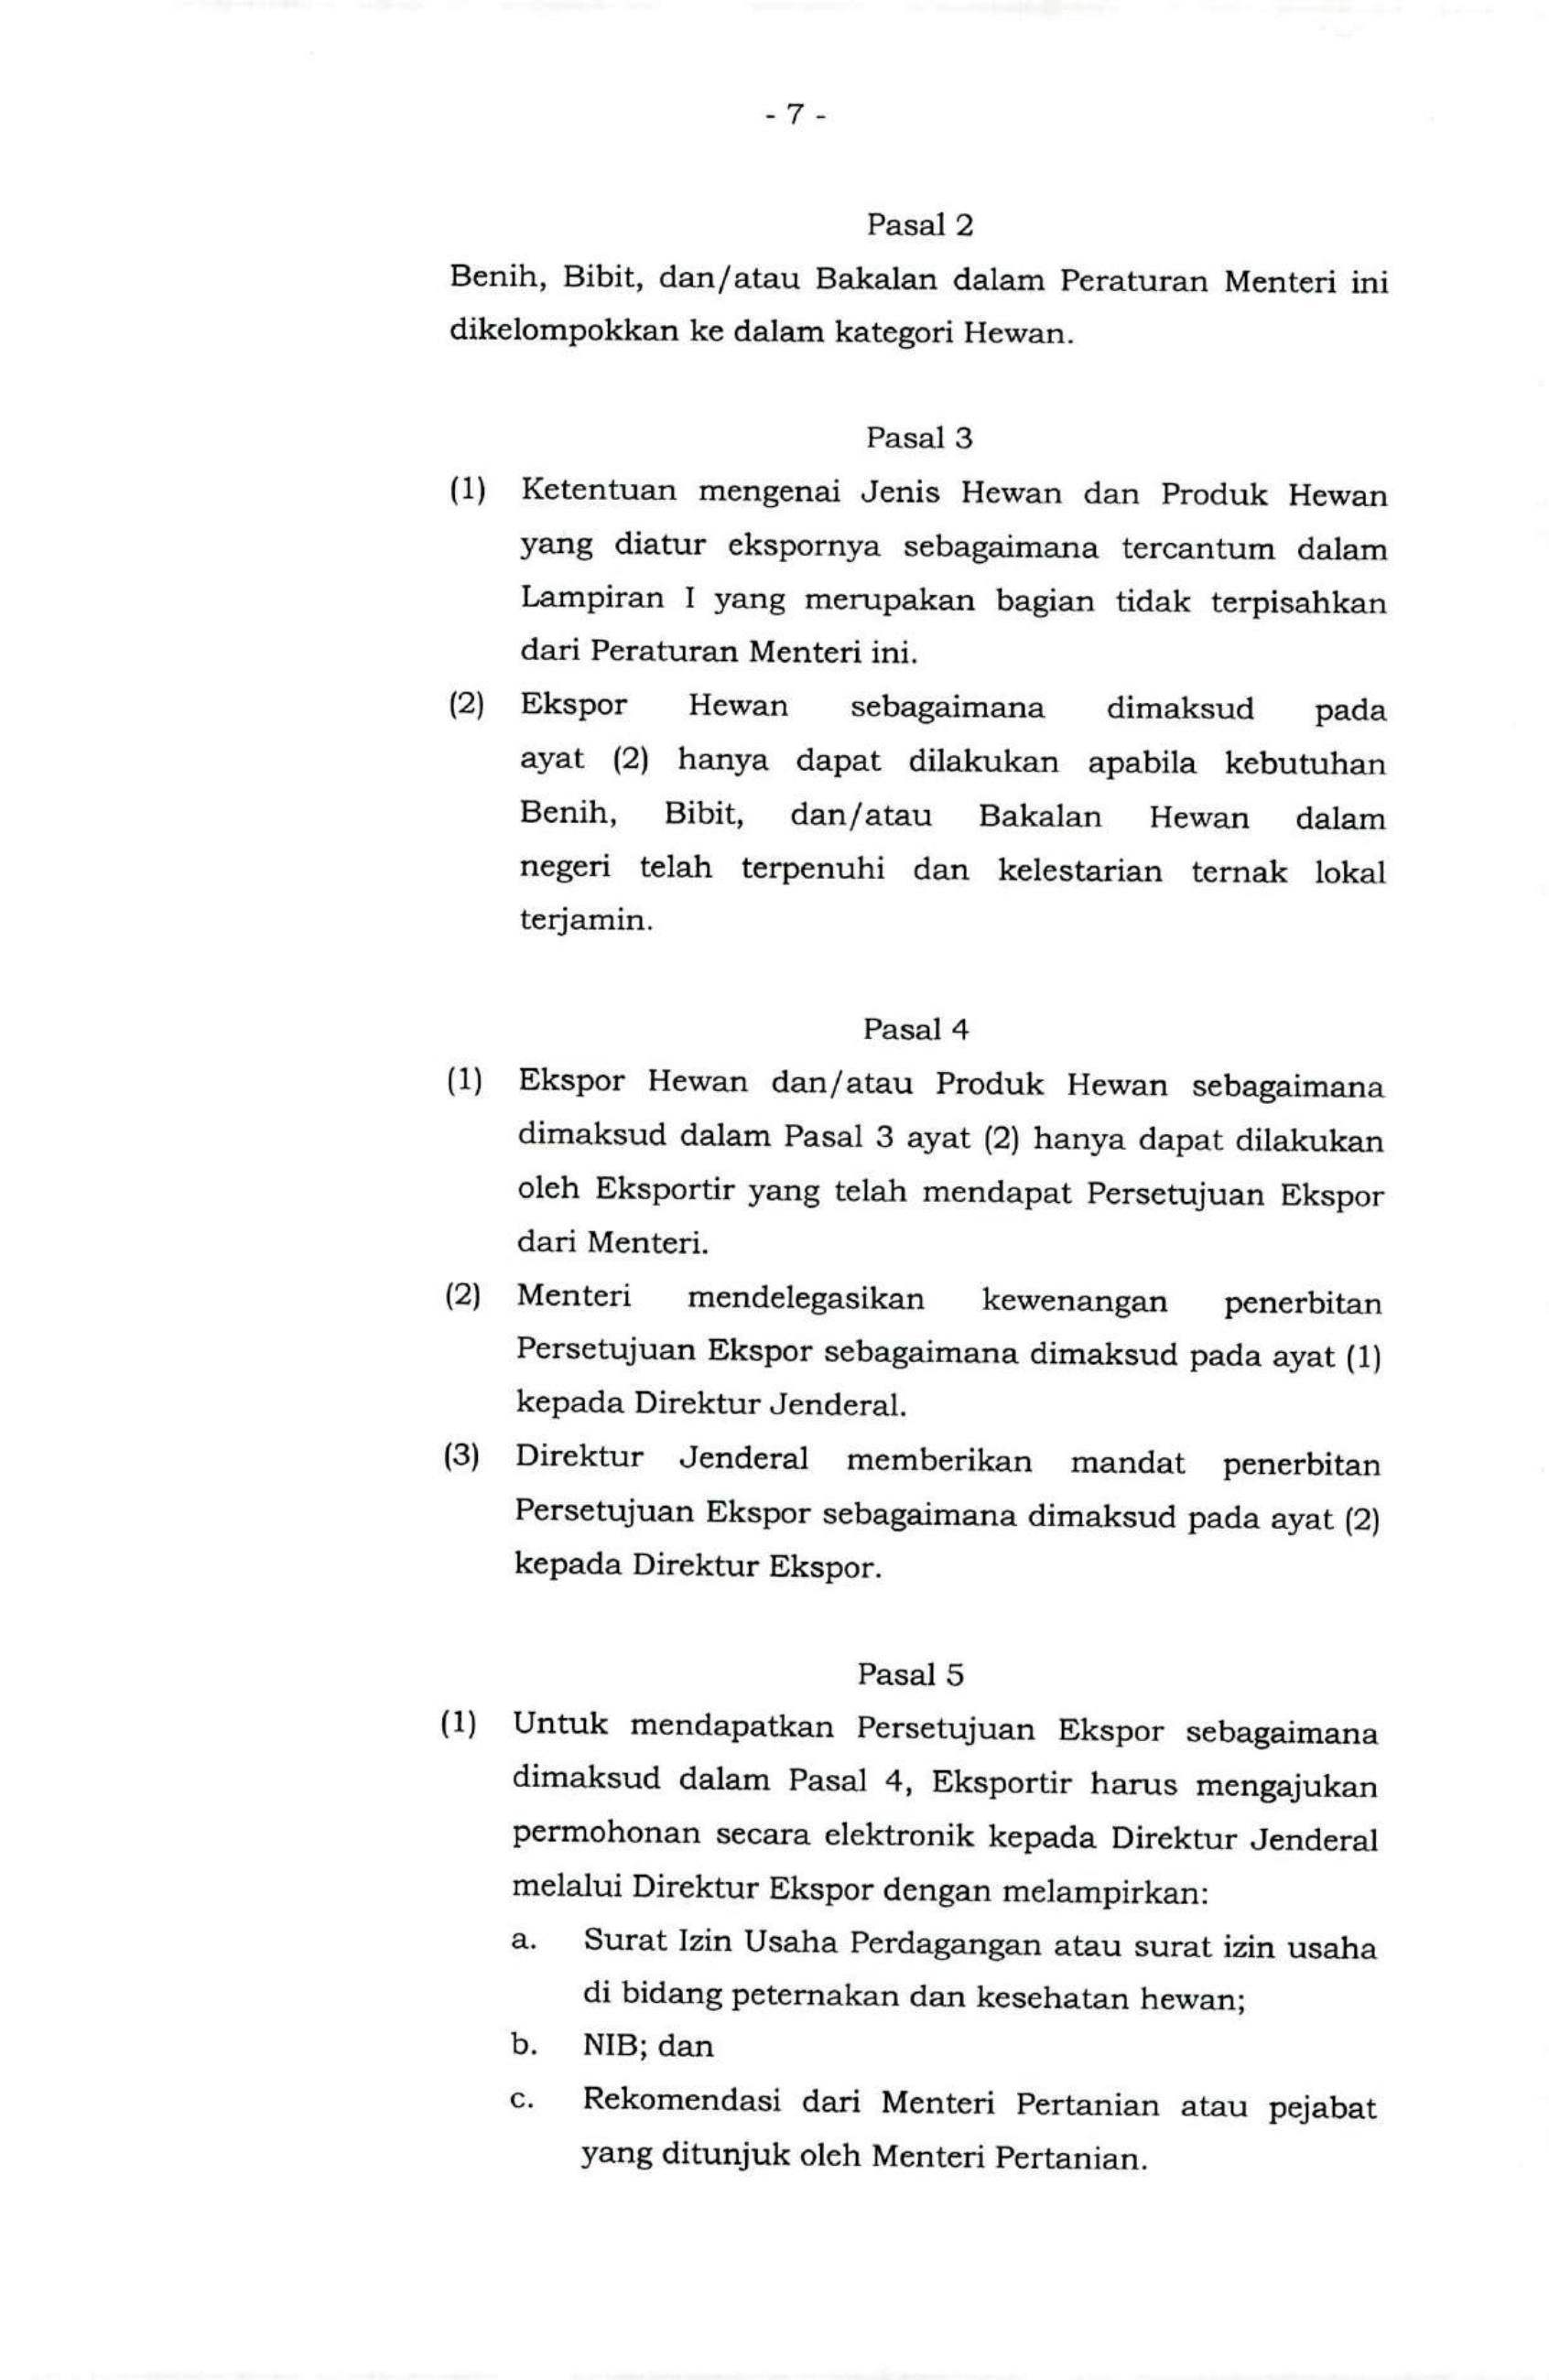 - 7 -
Pasal 2
Benih, Bibit, dan/atau Bakalan dalam Peraturan Menteri ini
dikelompokkan ke dalam kategori Hewan.
Pasal 3
(1) Ketentuan mengenai Jenis Hewan dan Produk Hewan
yang diatur ekspornya sebagaimana tercantum dalam
Lampiran I yang merupakan bagian tidak terpisahkan
dari Peraturan Menteri ini.
(2) Ekspor Hewan sebagaimana dimaksud pada
ayat (2) hanya dapat dilakukan apabila kebutuhan
Benih, Bibit, dan/atau Bakalan Hewan dalam
negeri telah terpenuhi dan kelestarian ternak lokal
terjamin.
Pasal 4
(1) Ekspor Hewan dan/atau Produk Hewan sebagaimana
dimaksud dalam Pasal 3 ayat (2) hanya dapat dilakukan
oleh Eksportir yang telah mendapat Persetujuan Ekspor
dari Menteri.
(2) Menteri mendelegasikan kewenangan penerbitan
Persetujuan Ekspor sebagaimana dimaksud pada ayat (1)
kepada Direktur Jenderal.
(3) Direktur Jenderal memberikan mandat penerbitan
Persetujuan Ekspor sebagaimana dimaksud pada ayat (2)
kepada Direktur Ekspor.
Pasal 5
(1) Untuk mendapatkan Persetujuan Ekspor sebagaimana
dimaksud dalam Pasal 4, Eksportir harus mengajukan
permohonan secara elektronik kepada Direktur Jenderal
melalui Direktur Ekspor dengan melampirkan:
a. Surat Izin Usaha Perdagangan atau surat izin usaha
di bidang peternakan dan kesehatan hewan;
b. NIB; dan
c. Rekomendasi dari Menteri Pertanian atau pejabat
yang ditunjuk oleh Menteri Pertanian.